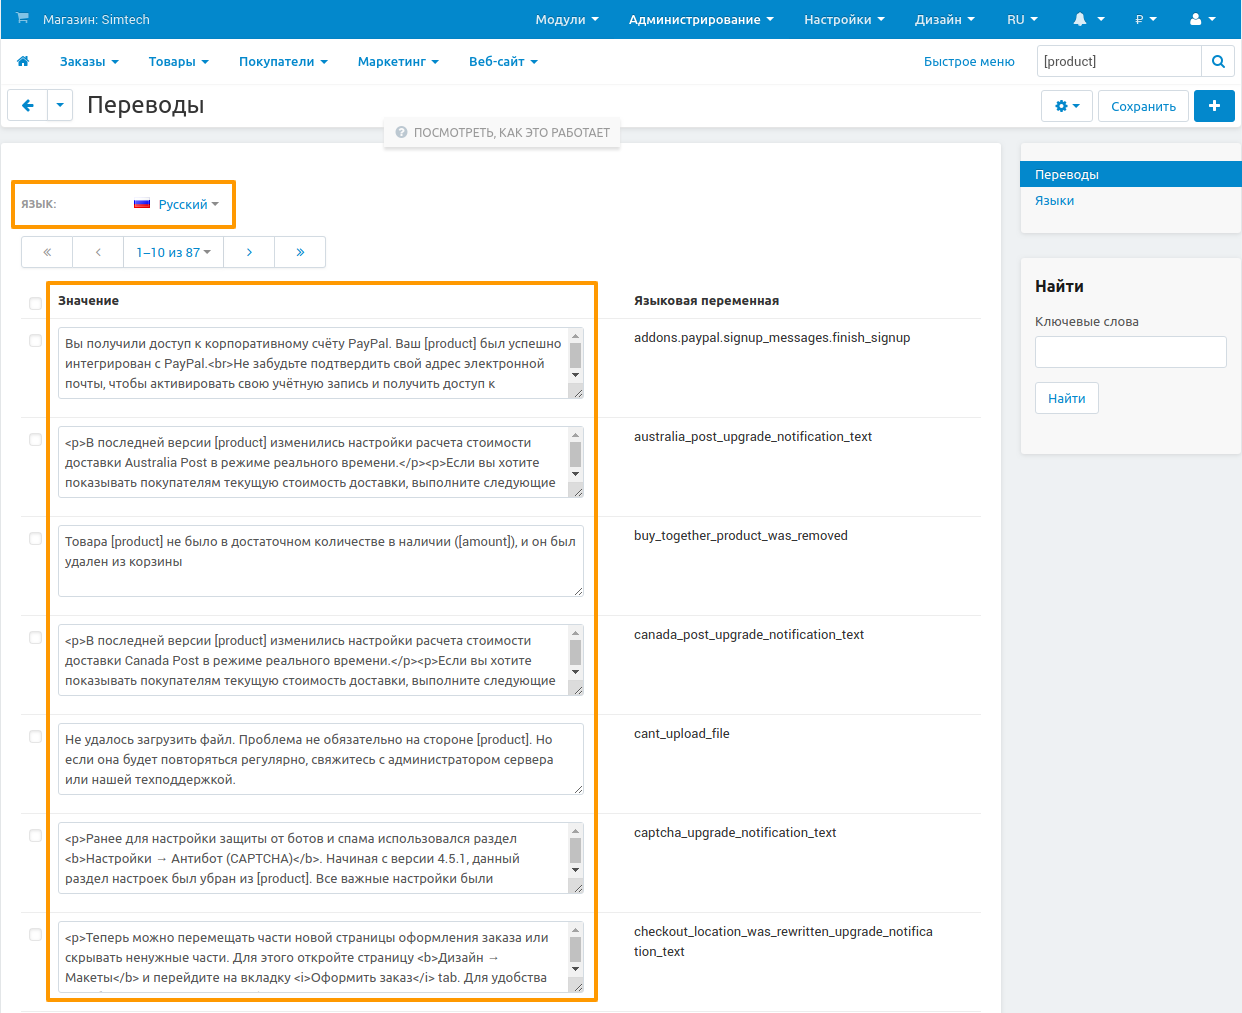 Магазин: Simtech
Модули
Администрирование
Настройки
Дизайн
RU
₽
Заказы
Товары
Покупатели
Маркетинг
Веб-сайт
Быстрое меню
[product]
Переводы
Сохранить
ПОСМОТРЕТЬ, КАК ЭТО РАБОТАЕТ
ЯЗЫК:
Русский
« ‹ 1–10 из 87 › »
Значение
Языковая переменная
Вы получили доступ к корпоративному счёту PayPal. Ваш [product] был успешно
интегрирован с PayPal.<br>Не забудьте подтвердить свой адрес электронной
почты, чтобы активировать свою учётную запись и получить доступ к
addons.paypal.signup_messages.finish_signup
<p>В последней версии [product] изменились настройки расчета стоимости
доставки Australia Post в режиме реального времени.</p><p>Если вы хотите
показывать покупателям текущую стоимость доставки, выполните следующие
australia_post_upgrade_notification_text
Товара [product] не было в достаточном количестве в наличии ([amount]), и он был
удален из корзины
buy_together_product_was_removed
<p>В последней версии [product] изменились настройки расчета стоимости
доставки Canada Post в режиме реального времени.</p><p>Если вы хотите
показывать покупателям текущую стоимость доставки, выполните следующие
canada_post_upgrade_notification_text
Не удалось загрузить файл. Проблема не обязательно на стороне [product]. Но
если она будет повторяться регулярно, свяжитесь с администратором сервера
или нашей техподдержкой.
cant_upload_file
<p>Ранее для настройки защиты от ботов и спама использовался раздел
<b>Настройки → Антибот (CAPTCHA)</b>. Начиная с версии 4.5.1, данный
раздел настроек был убран из [product]. Все важные настройки были
captcha_upgrade_notification_text
<p>Теперь можно перемещать части новой страницы оформления заказа или
скрывать ненужные части. Для этого откройте страницу <b>Дизайн →
Макеты</b> и перейдите на вкладку <i>Оформить заказ</i> tab. Для удобства
checkout_location_was_rewritten_upgrade_notifica
tion_text
Переводы
Языки
Найти
Ключевые слова
Найти